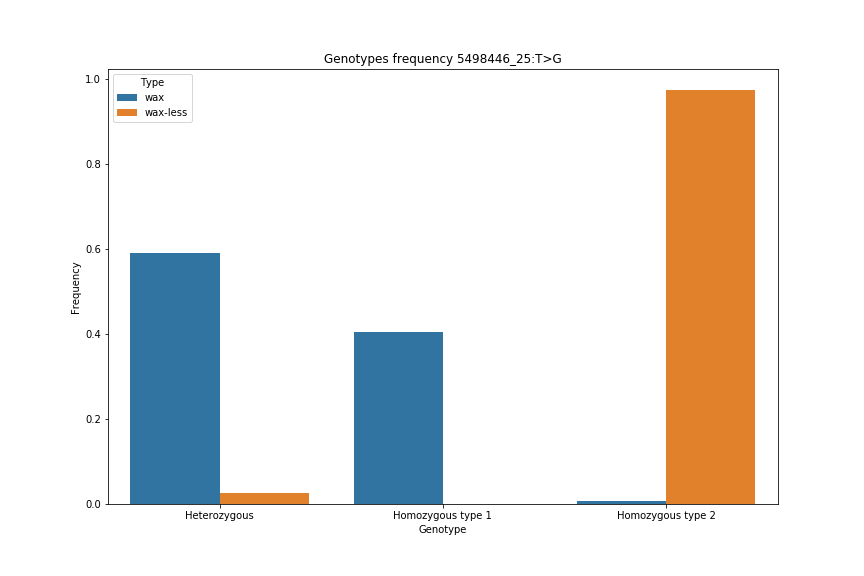 Genotypes frequency 5498446_25:T>G
Type
wax
wax-less
1.0
0.8
0.6
0.4
0.2
0.0
Frequency
Heterozygous
Homozygous type 1
Homozygous type 2
Genotype